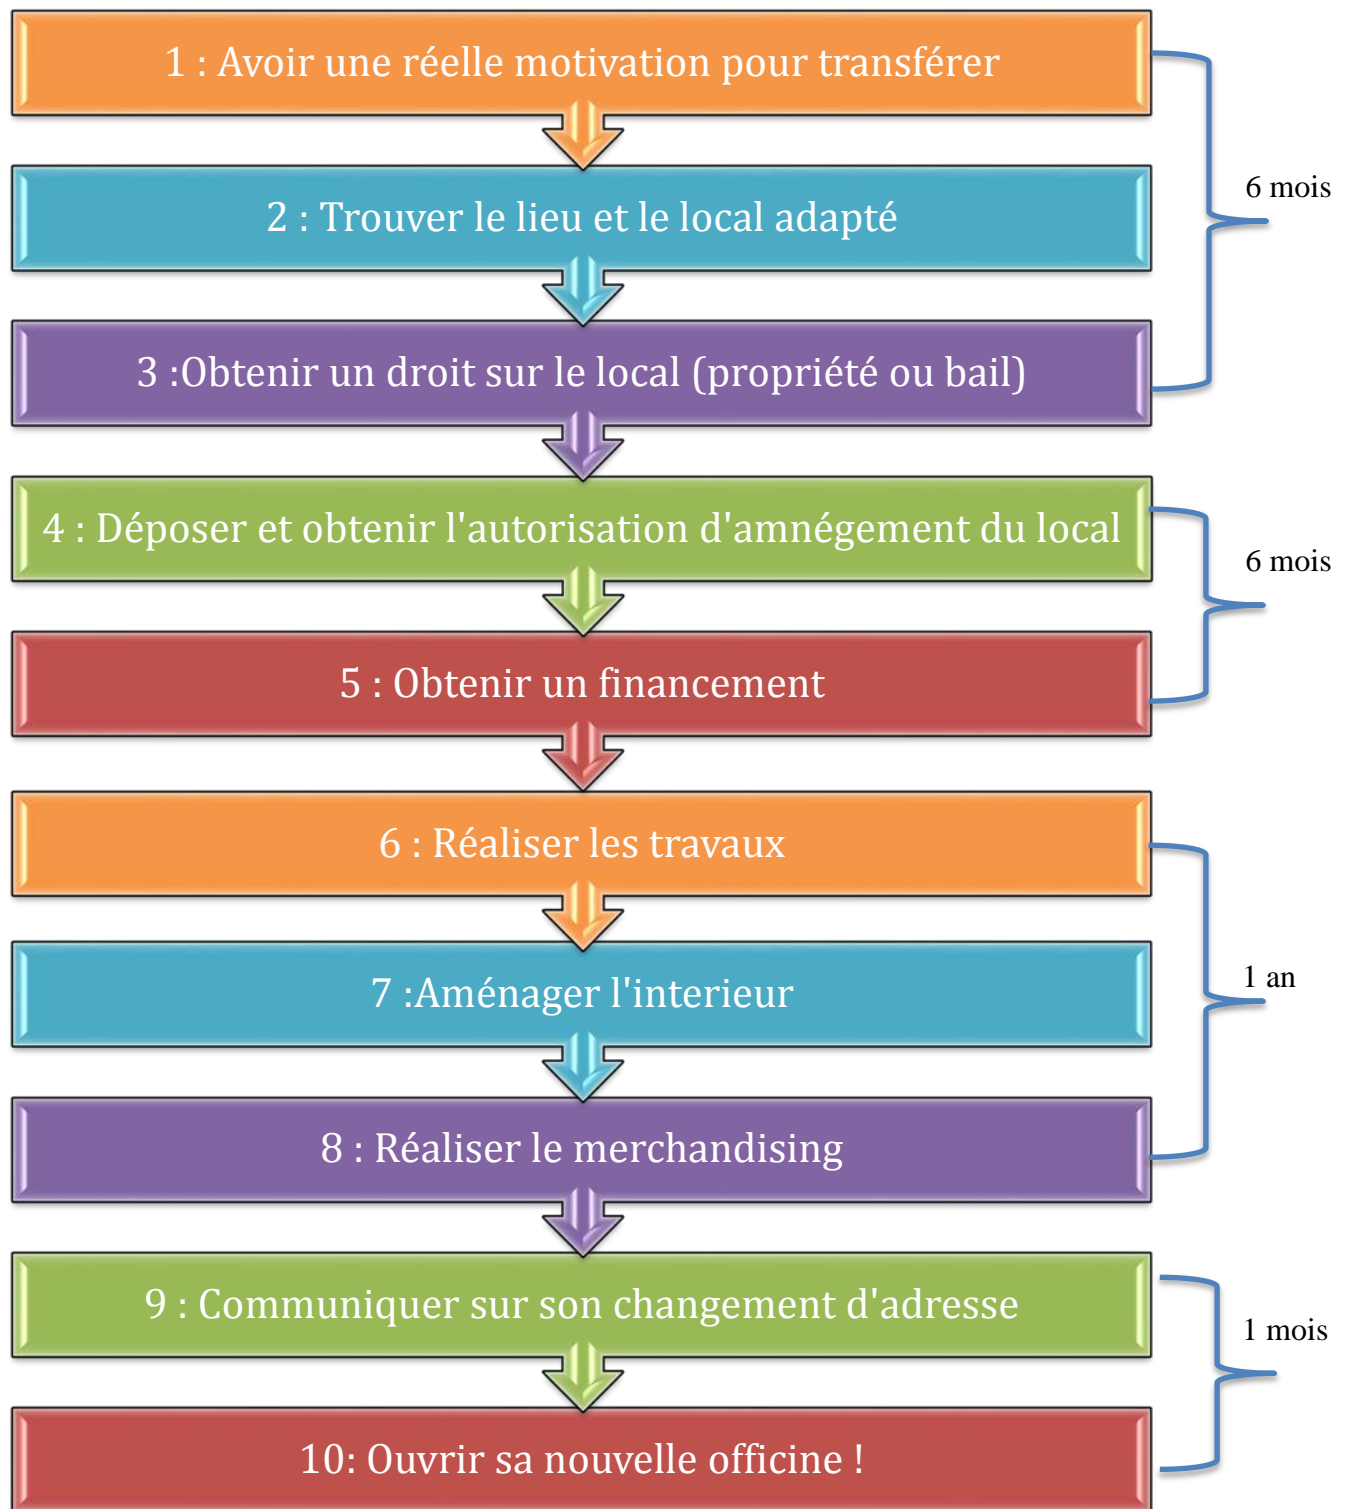 1 : Avoir une réelle motivation pour transférer
6 mois
2 : Trouver le lieu et le local adapté
3 :Obtenir un droit sur le local (propriété ou bail)
4 : Déposer et obtenir l'autorisation d'amnégement du local
6 mois
5 : Obtenir un financement
6 : Réaliser les travaux
1 an
7 :Aménager l'interieur
8 : Réaliser le merchandising
9 : Communiquer sur son changement d'adresse
1 mois
10: Ouvrir sa nouvelle officine !